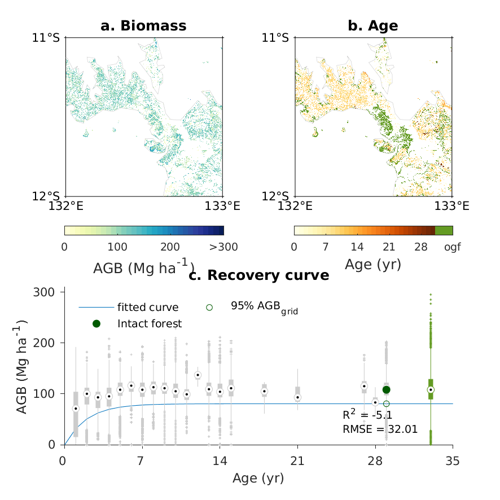 a. Biomass
b. Age
11°S
11°S
12°S
12°S
132°E
133°E
132°E
133°E
0 100 200 >300
AGB (Mg ha-1)
0 7 14 21 28 ogf
Age (yr)
c. Recovery curve
fitted curve
95% AGBgrid
Intact forest
300
200
100
0
AGB (Mg ha-1)
R2 = -5.1
RMSE = 32.01
0 7 14 21 28 35
Age (yr)